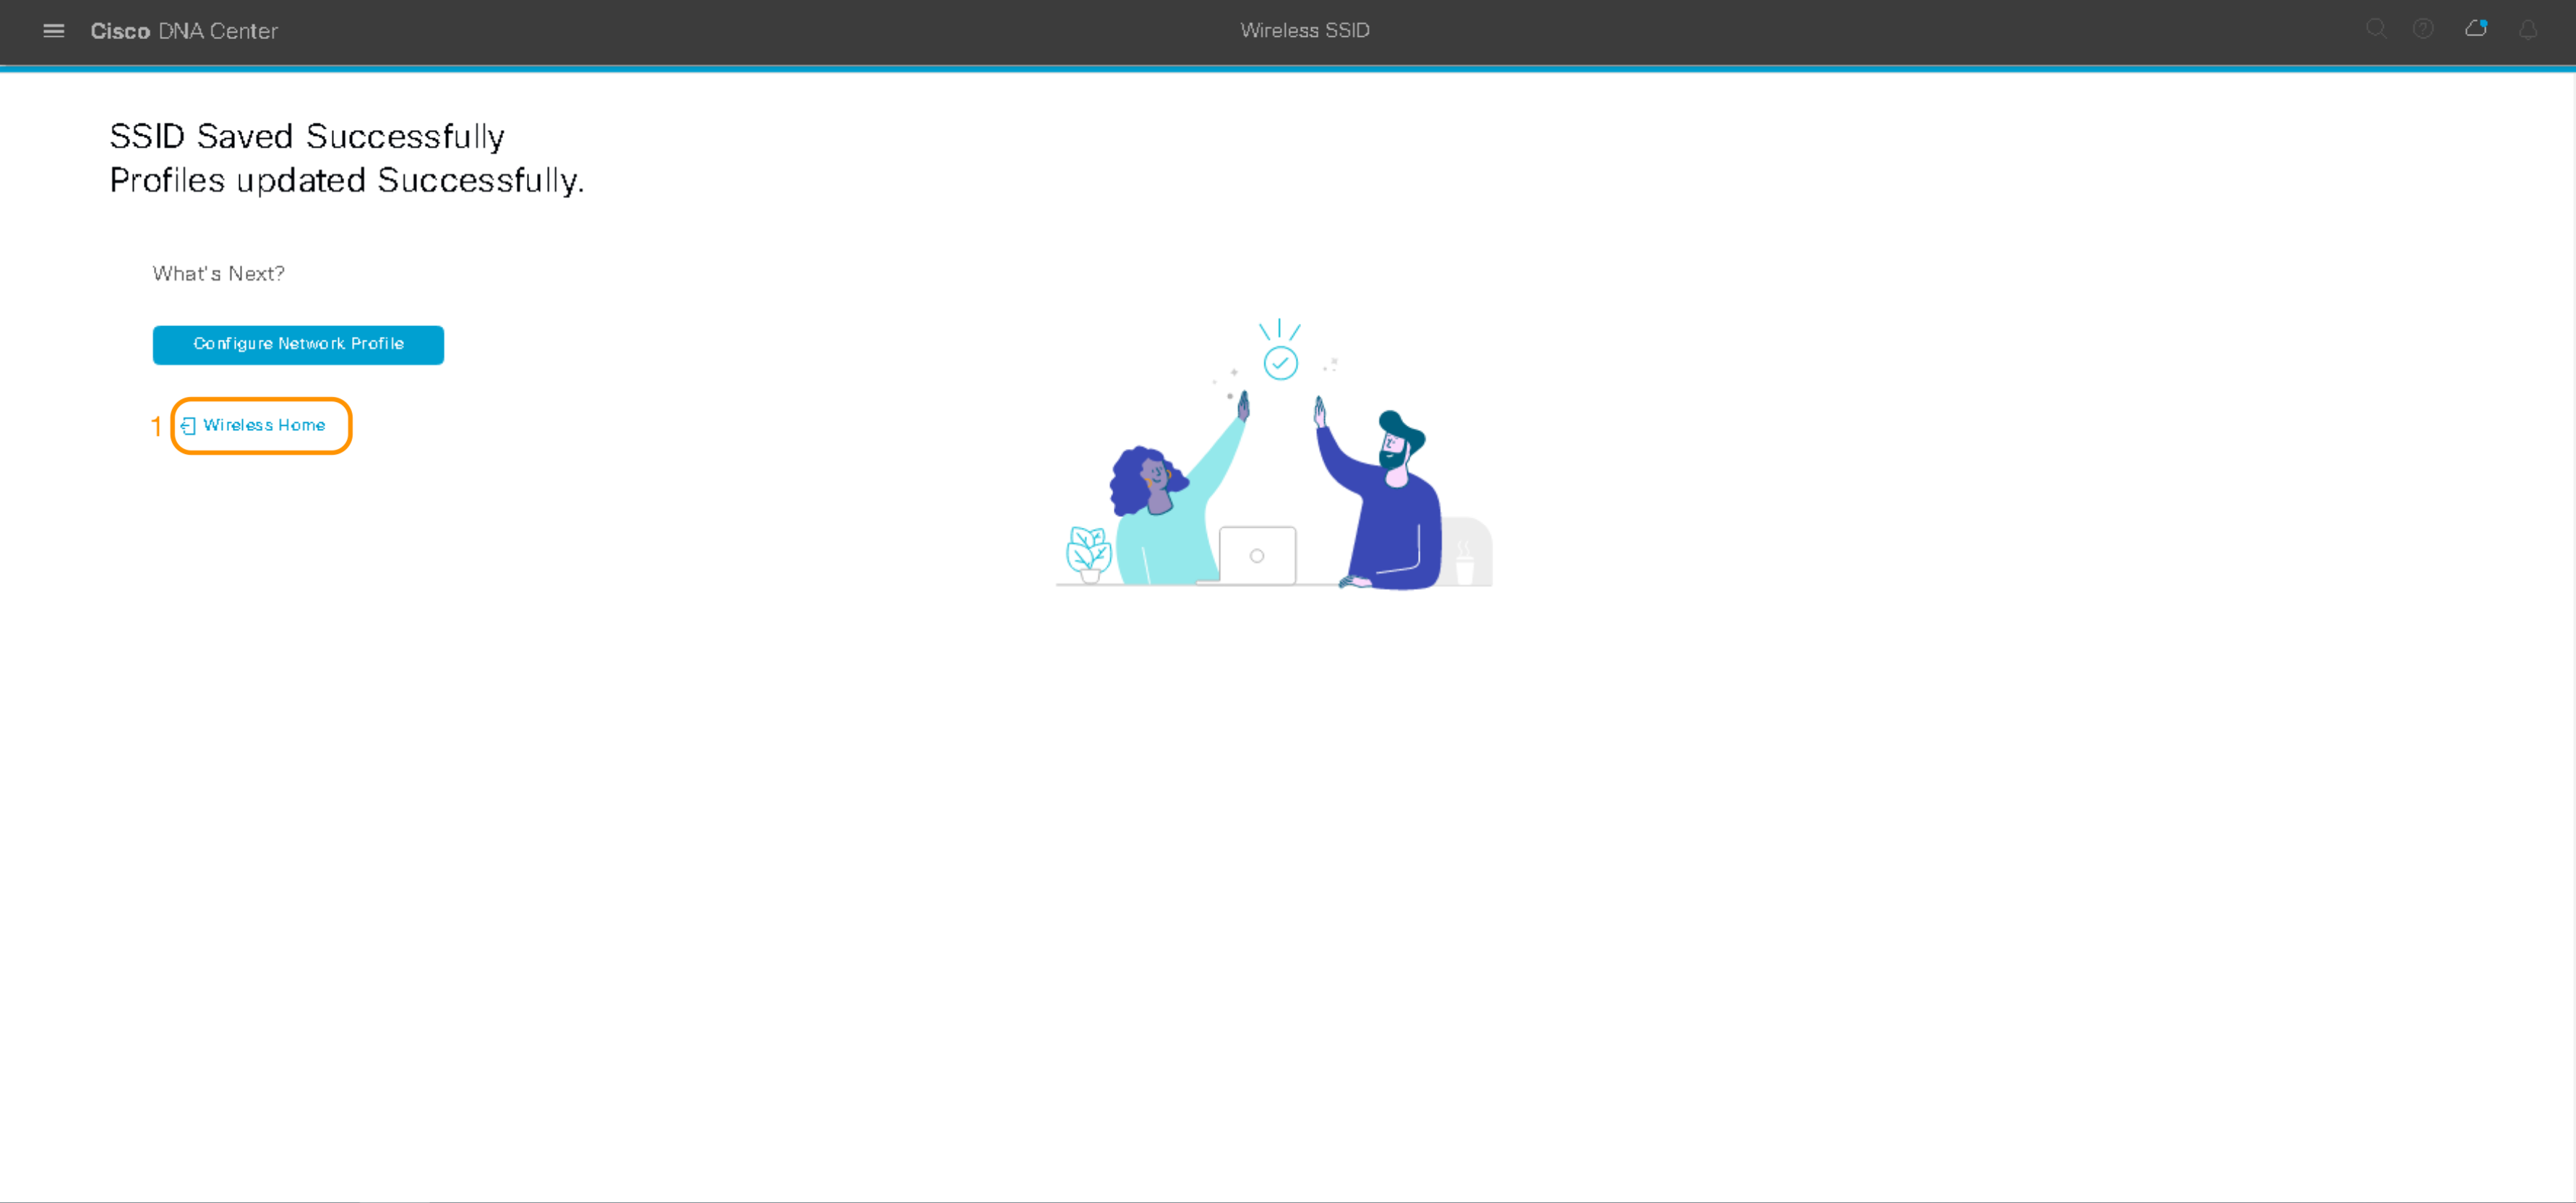 Cisco DNA Center
Wireless SSID
SSID Saved Successfully
Profiles updated Successfully.
What's Next?
Configure Network Profile
1 Wireless Home